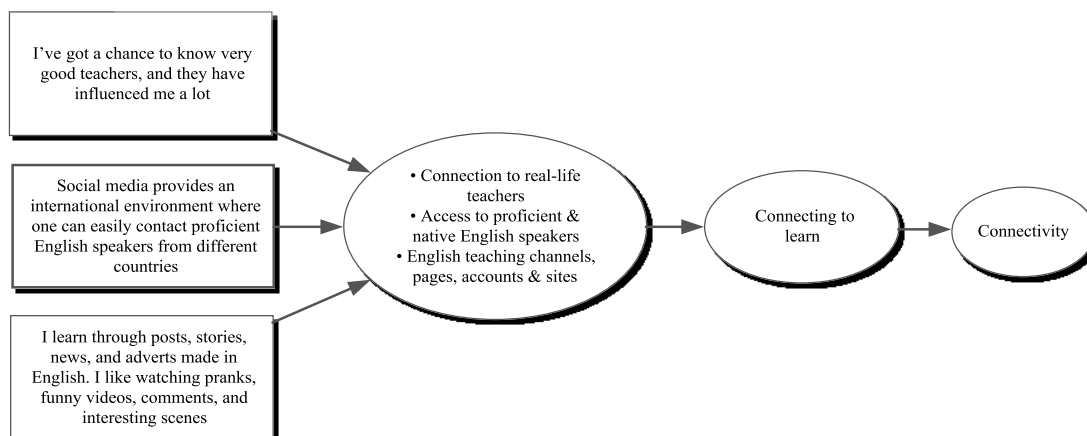 I’ve got a chance to know very
good teachers, and they have
influenced me a lot
Social media provides an
international environment where
one can easily contact proficient
English speakers from different
countries
I learn through posts, stories,
news, and adverts made in
English. I like watching pranks,
funny videos, comments, and
interesting scenes
• Connection to real-life
teachers
• Access to proficient &
native English speakers
• English teaching channels,
pages, accounts & sites
Connecting to
learn
Connectivity